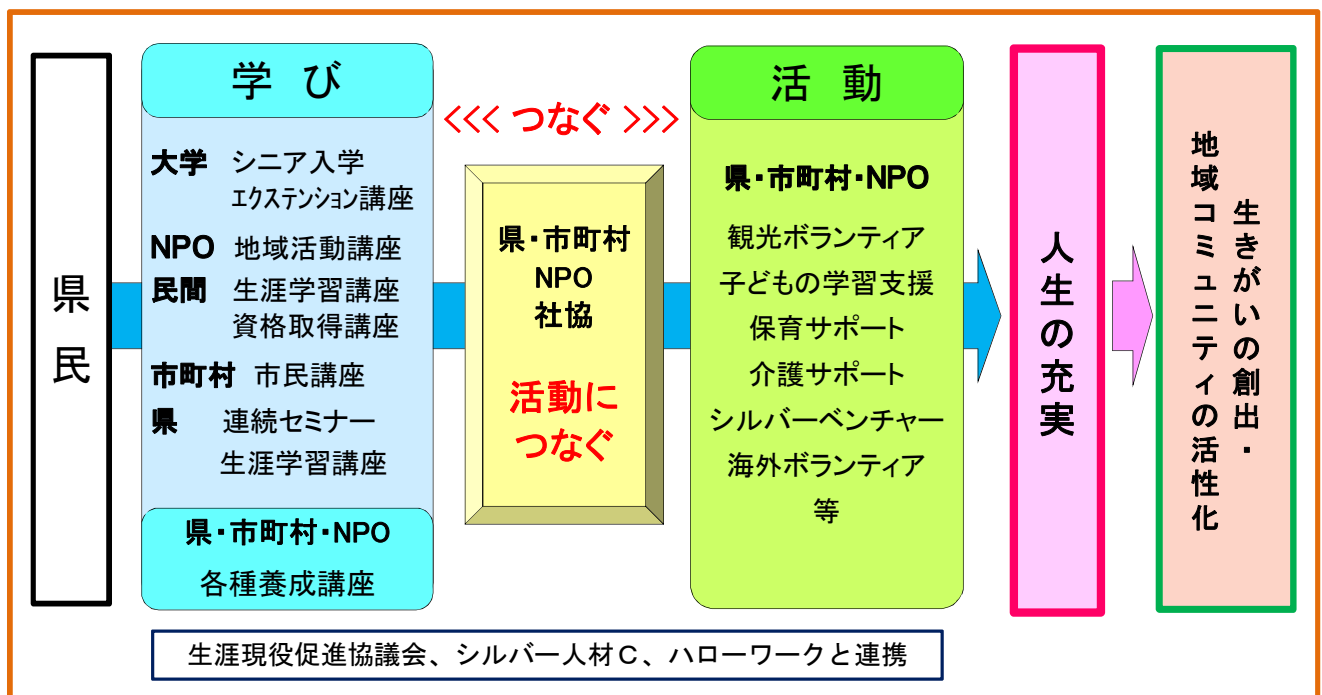 県民
学 び
大学 シニア入学
エクステンション講座
NPO 地域活動講座
民間 生涯学習講座
資格取得講座
市町村 市民講座
県 連続セミナー
生涯学習講座
県・市町村・NPO
各種養成講座
<<< つなぐ >>>
県・市町村
NPO
社協
活動に
つなぐ
活 動
県・市町村・NPO
観光ボランティア
子どもの学習支援
保育サポート
介護サポート
シルバーベンチャー
海外ボランティア
等
人生の充実
生きがいの創出・
地域コミュニティの活性化
生涯現役促進協議会、シルバー人材C、ハローワークと連携